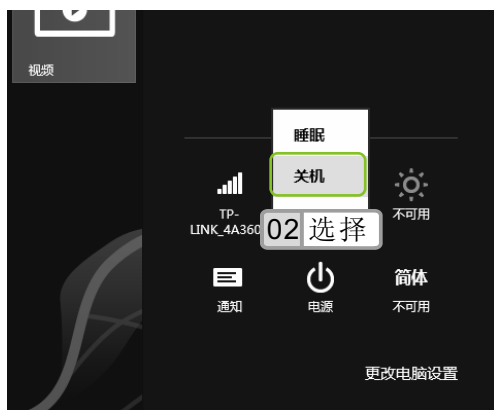 视频
睡眠
关机
TP-
LINK_4A360
不可用
02 选择
通知
电源
简体
不可用
更改电脑设置